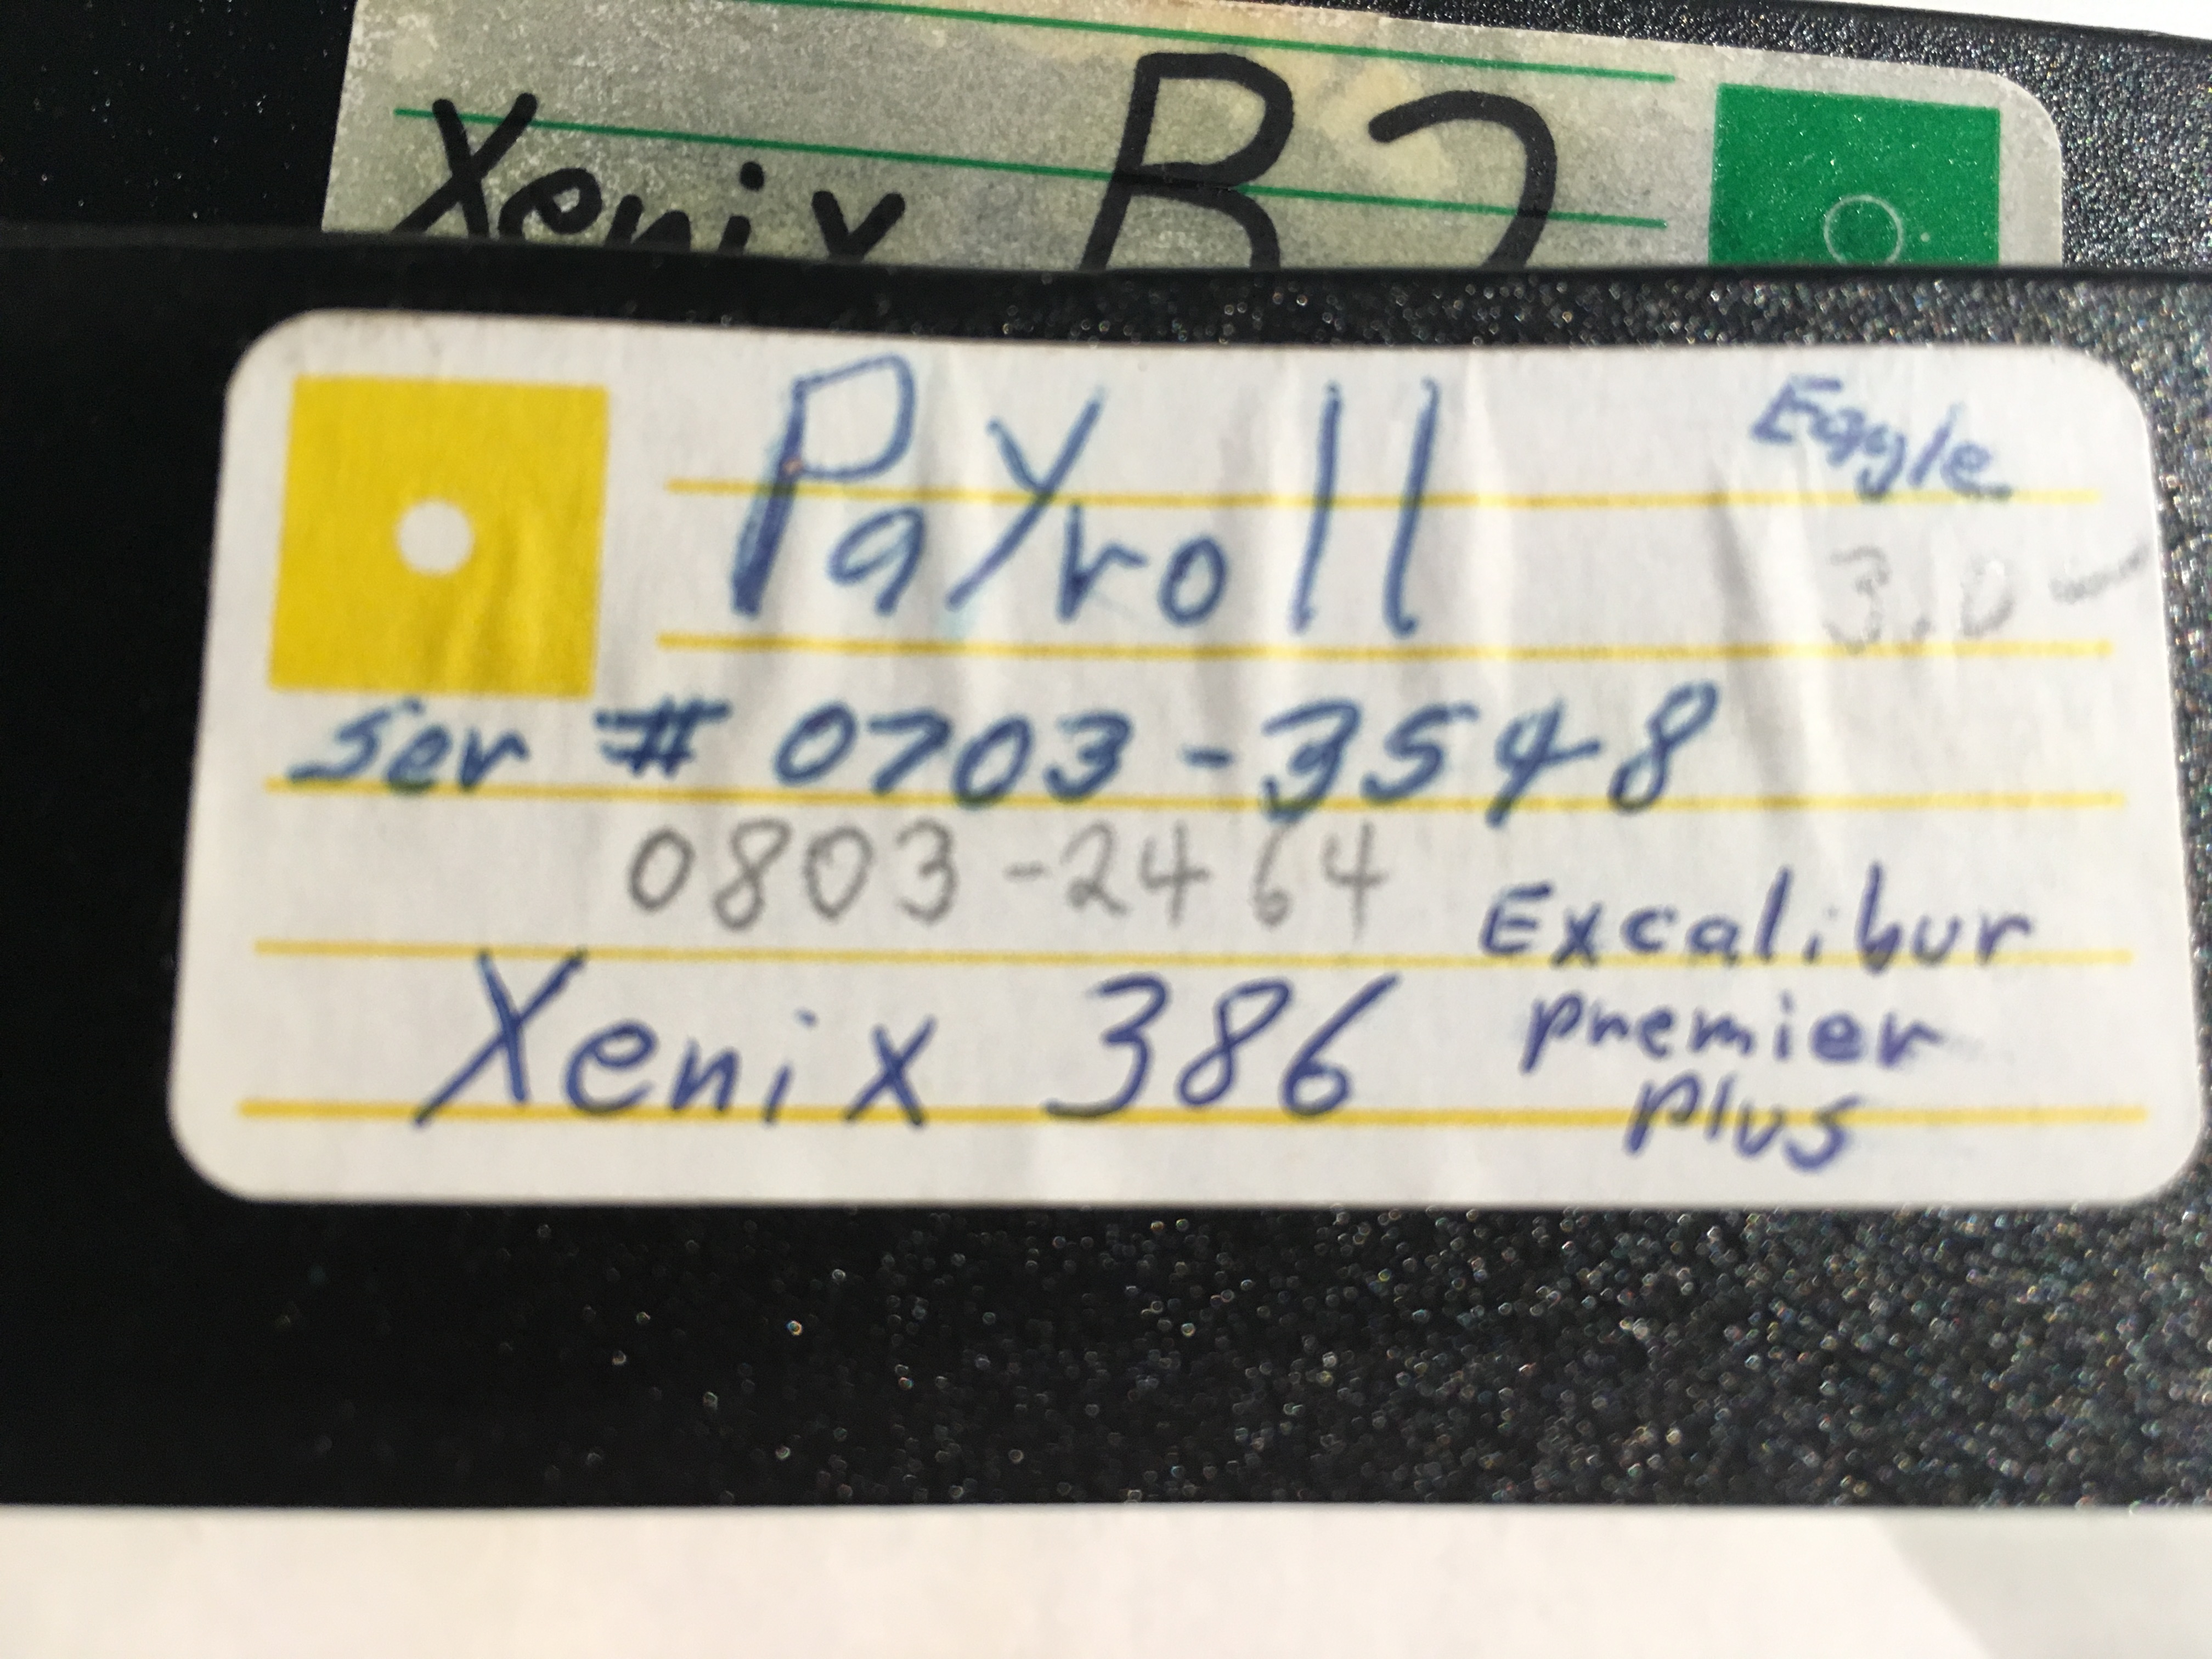 Xenix B2
Payroll
Eagle
3.0
Ser # 0703-3548
0803-2464
Excalibur
premier
plus
Xenix 386